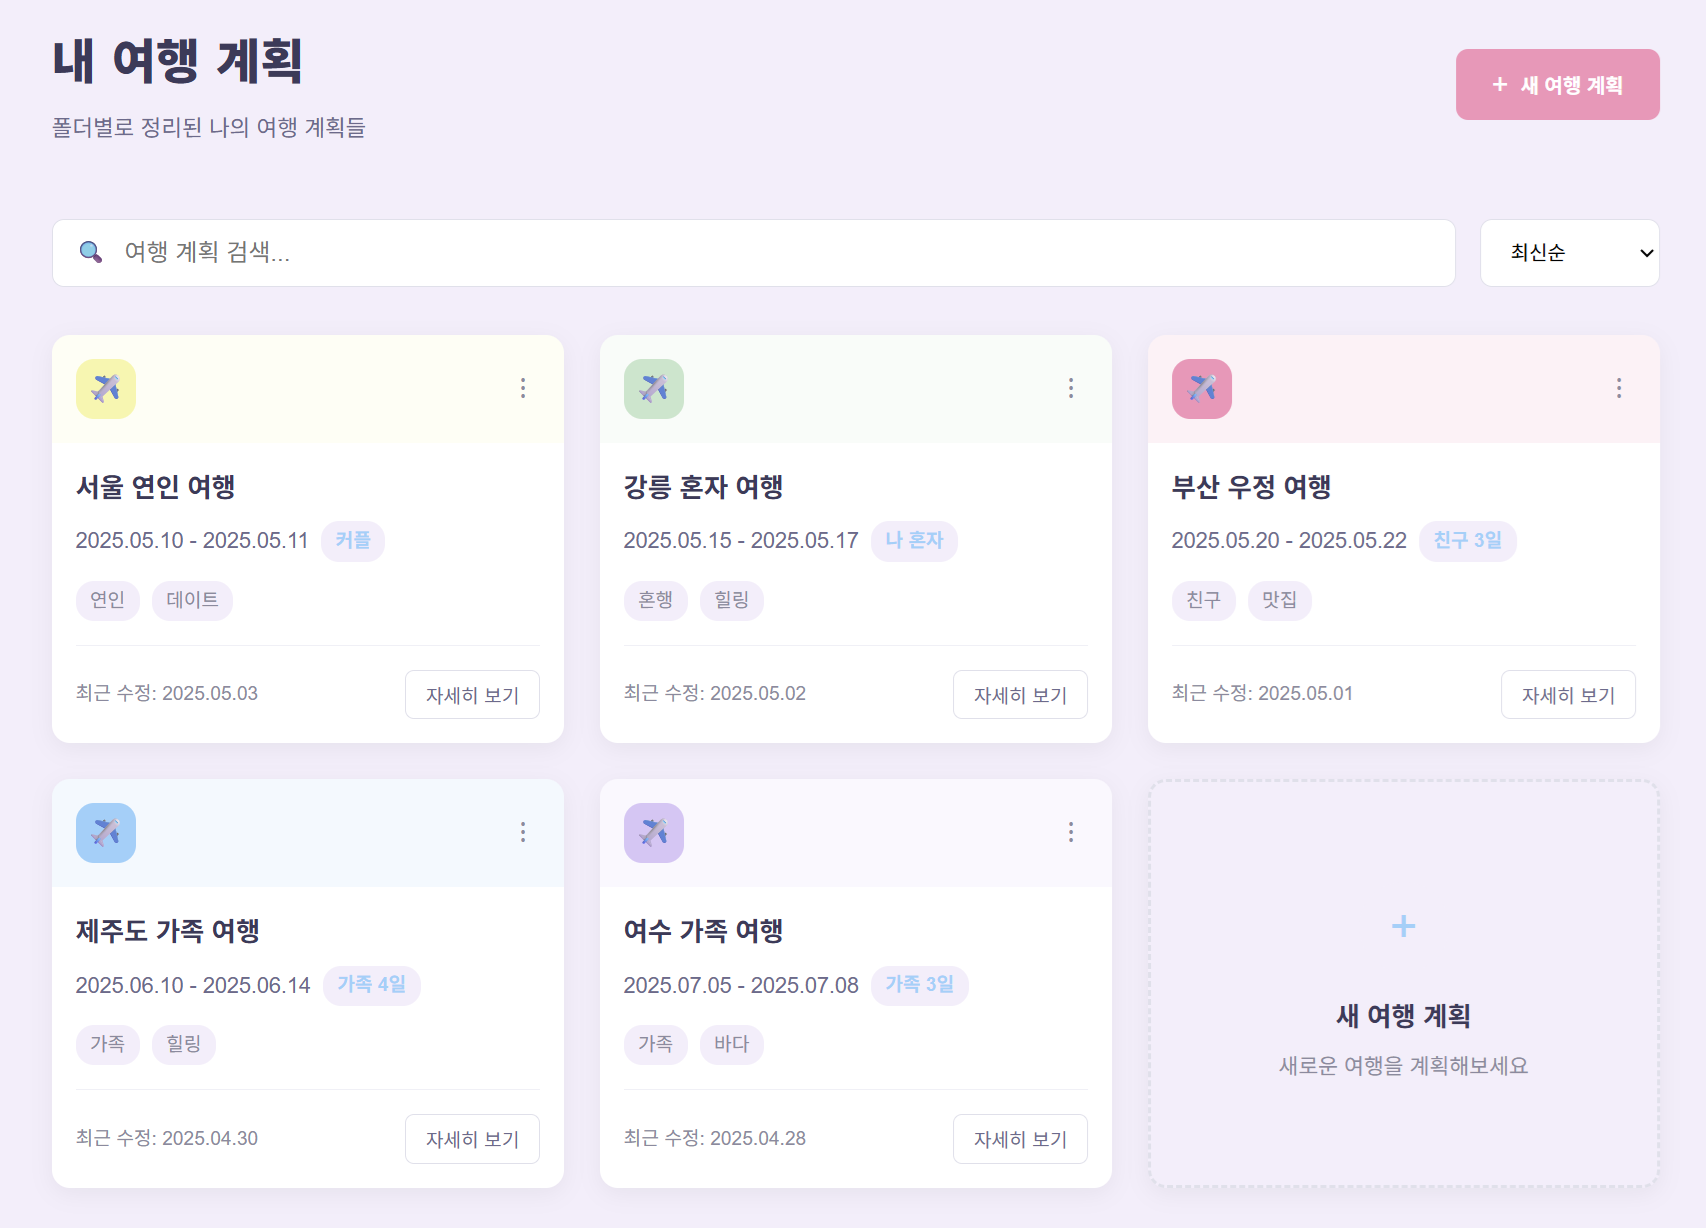 내 여행 계획
폴더별로 정리된 나의 여행 계획들
+ 새 여행 계획
여행 계획 검색...
최신순
서울 연인 여행
2025.05.10 - 2025.05.11 커플
연인 데이트
최근 수정: 2025.05.03 자세히 보기
강릉 혼자 여행
2025.05.15 - 2025.05.17 나 혼자
혼행 힐링
최근 수정: 2025.05.02 자세히 보기
부산 우정 여행
2025.05.20 - 2025.05.22 친구 3일
친구 맛집
최근 수정: 2025.05.01 자세히 보기
제주도 가족 여행
2025.06.10 - 2025.06.14 가족 4일
가족 힐링
최근 수정: 2025.04.30 자세히 보기
여수 가족 여행
2025.07.05 - 2025.07.08 가족 3일
가족 바다
최근 수정: 2025.04.28 자세히 보기
+
새 여행 계획
새로운 여행을 계획해보세요